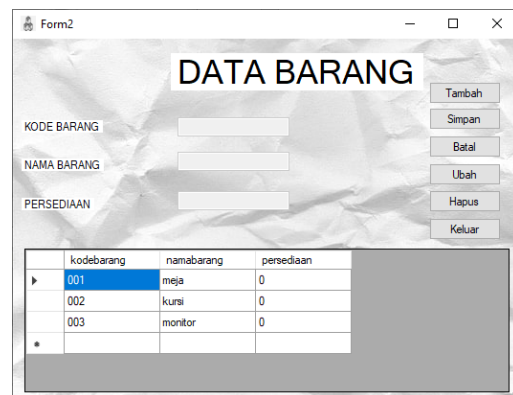 Form2
DATA BARANG
Tambah
KODE BARANG
Simpan
Batal
NAMA BARANG
Ubah
PERSEDIAAN
Hapus
Keluar
kodebarang namabarang persediaan
001 meja 0
002 kursi 0
003 monitor 0